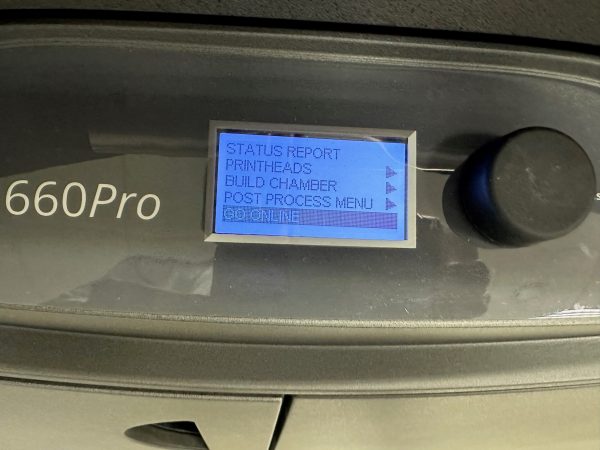 660Pro
STATUS REPORT
PRINTHEADS
BUILD CHAMBER
POST PROCESS MENU
GO ONLINE